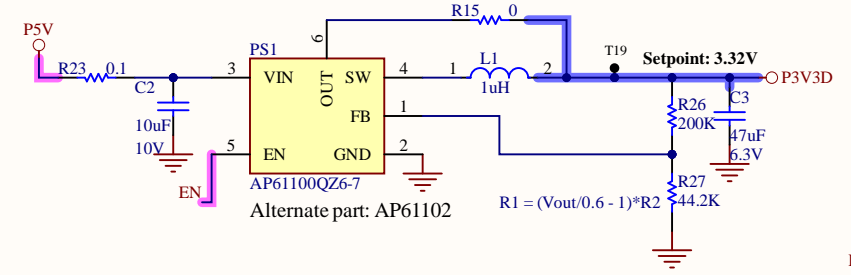 R15 0
P5V
6
PS1
L1
T19
Setpoint: 3.32V
R23 0.1
3
VIN
OUT
SW
4
1
2
P3V3D
C2
1uH
FB
1
R26
200K
C3
10uF
10V
47uF
6.3V
5
EN
GND
2
EN
AP61100QZ6-7
R27
44.2K
R1 = (Vout/0.6 - 1)*R2
Alternate part: AP61102